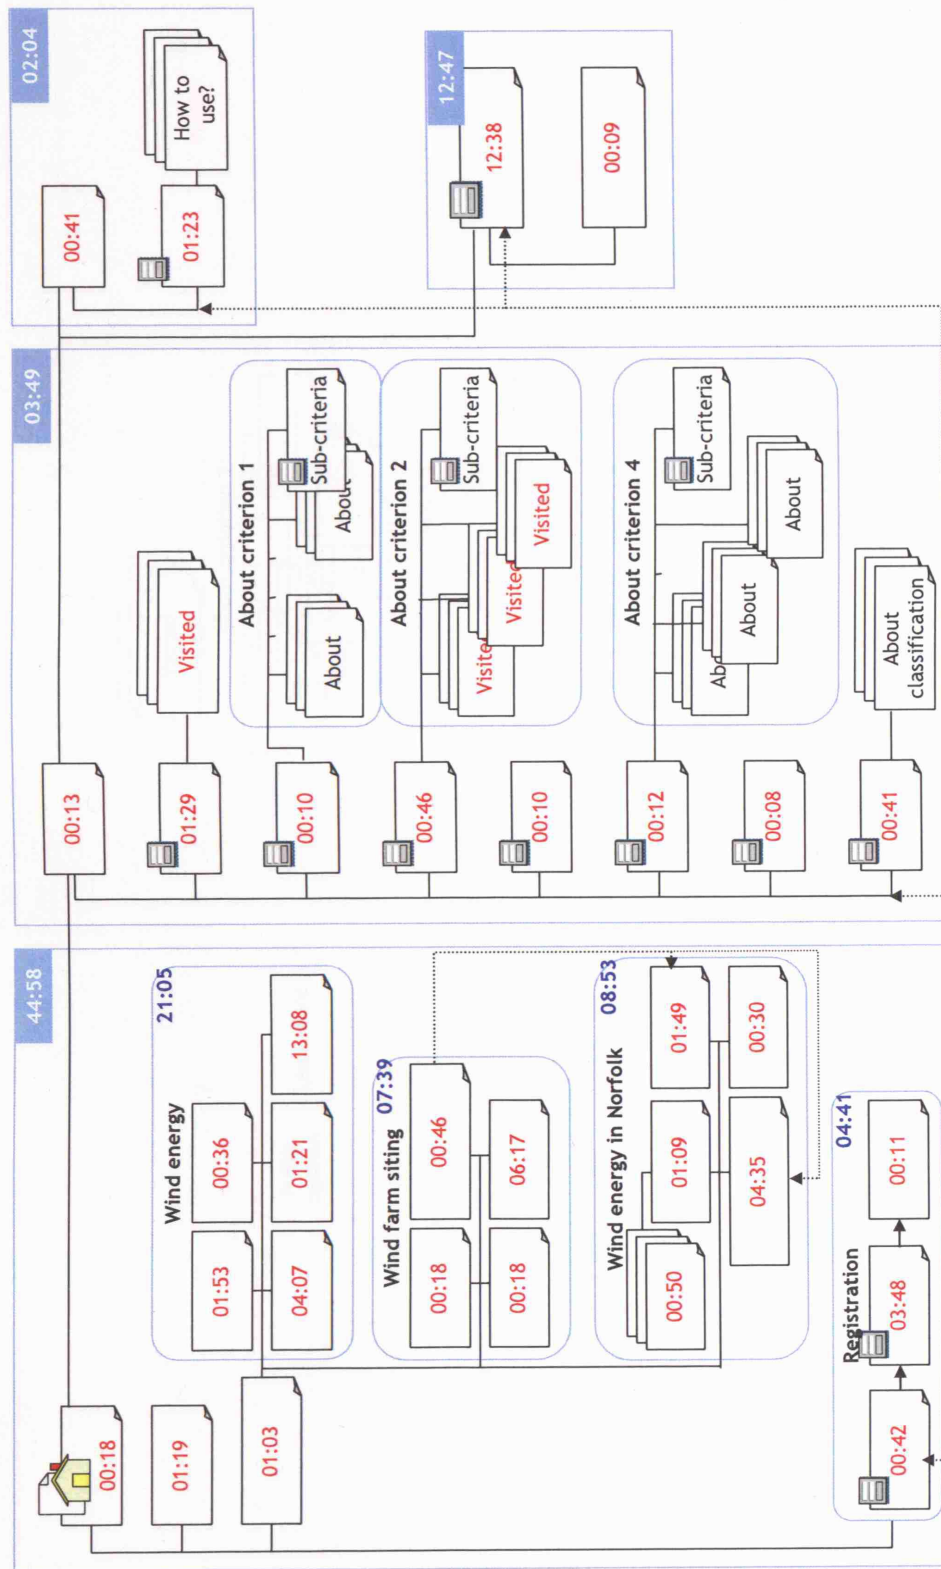 44:58
00:18
01:19
01:03
Wind energy
21:05
01:53
00:36
04:07
01:21
13:08
Wind farm siting
07:39
00:18
00:46
00:18
06:17
Wind energy in Norfolk
08:53
00:50
01:09
01:49
04:35
00:30
Registration
04:41
00:42
03:48
00:11
03:49
00:13
01:29
Visited
00:10
About criterion 1
About
About
Sub-criteria
00:46
About criterion 2
Visited
Visited
Visited
Sub-criteria
00:10
00:12
About criterion 4
Abo
About
About
Sub-criteria
00:08
00:41
About
classification
02:04
00:41
01:23
How to
use?
12:47
12:38
00:09